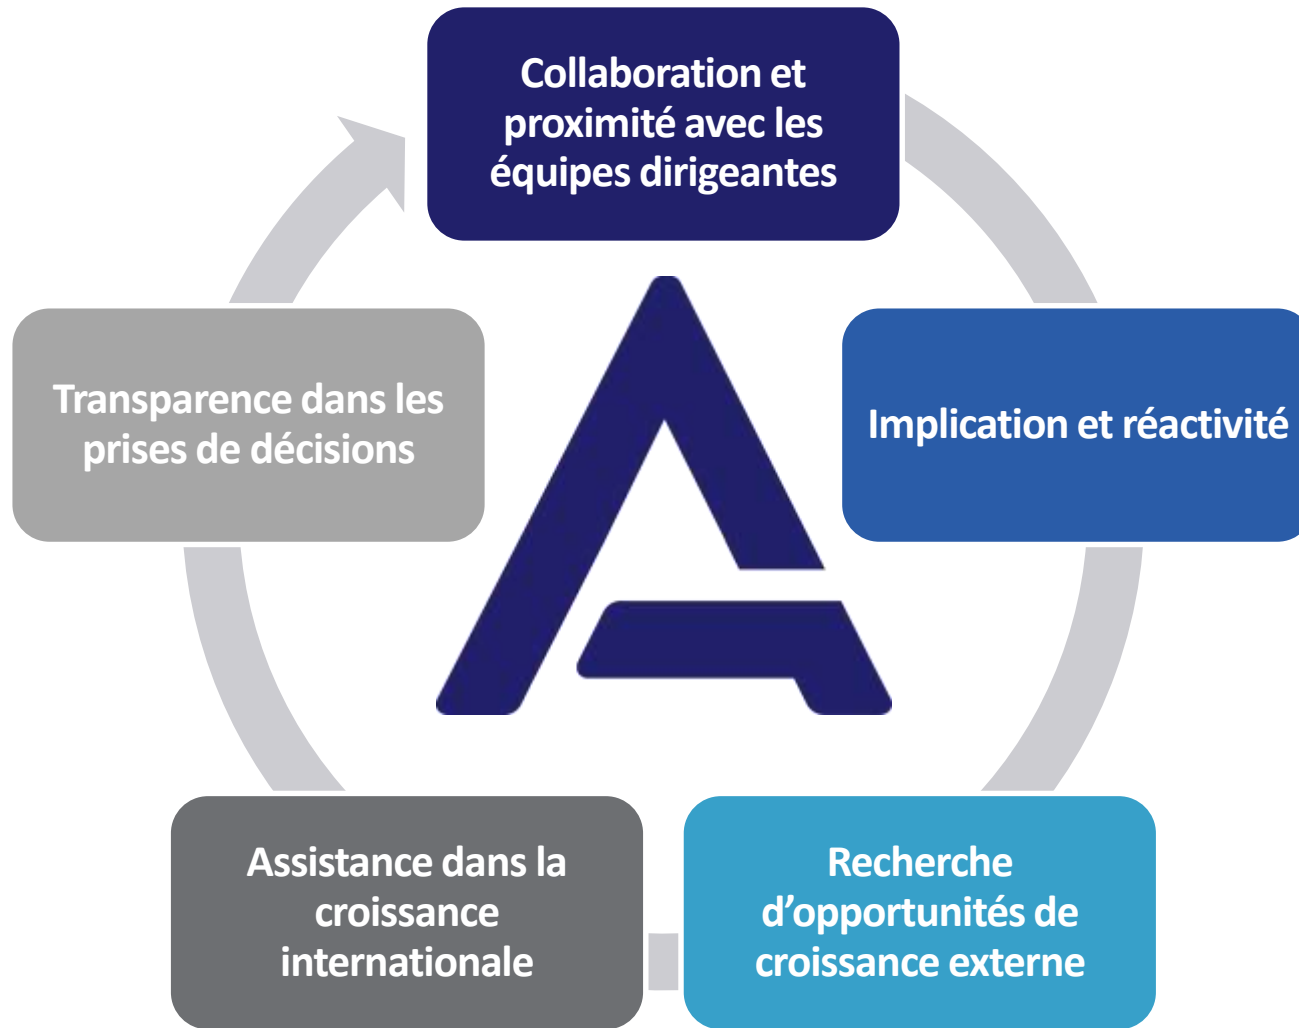 Collaboration et
proximité avec les
équipes dirigeantes
Implication et réactivité
Recherche
d’opportunités de
croissance externe
Assistance dans la
croissance
internationale
Transparence dans les
prises de décisions